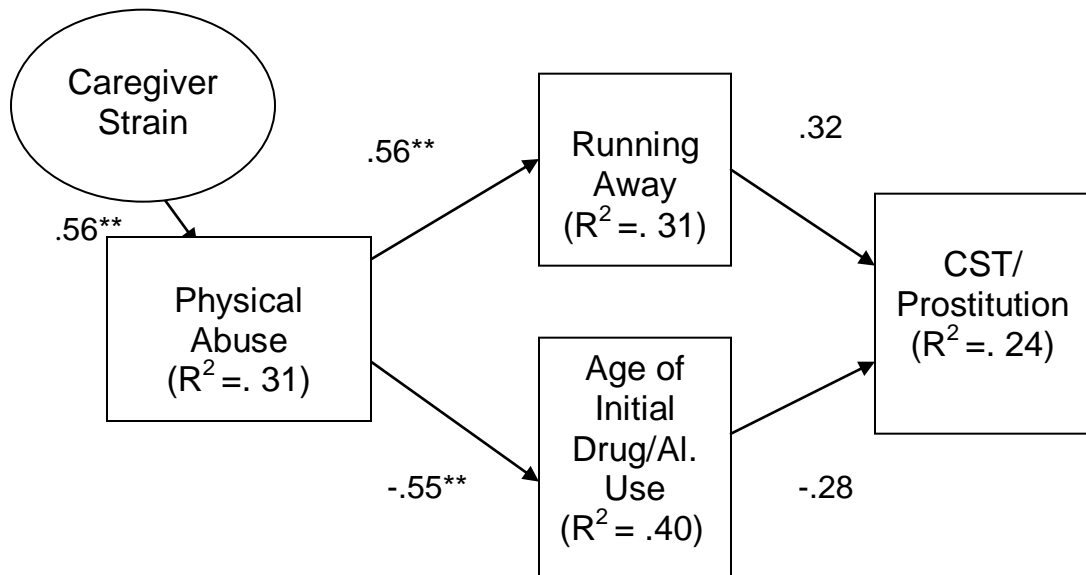 Caregiver
Strain
.56**
Physical
Abuse
(R² =. 31)
.56**
-.55**
Running
Away
(R² =. 31)
Age of
Initial
Drug/Al.
Use
(R² = .40)
.32
-.28
CST/
Prostitution
(R² =. 24)